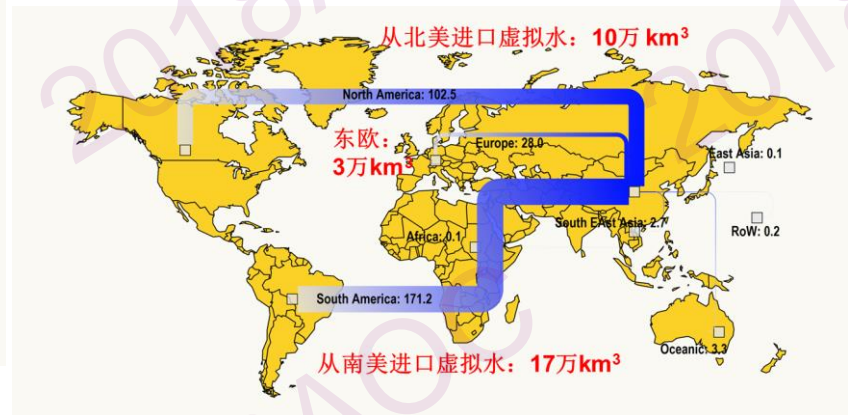 从北美进口虚拟水：10万 km³
North America: 102.5
东欧：
3万km³
Europe: 28.0
East Asia: 0.1
South EAst Asia: 2.7
Africa: 0.1
RoW: 0.2
South America: 171.2
Oceanic: 3.3
从南美进口虚拟水：17万km³